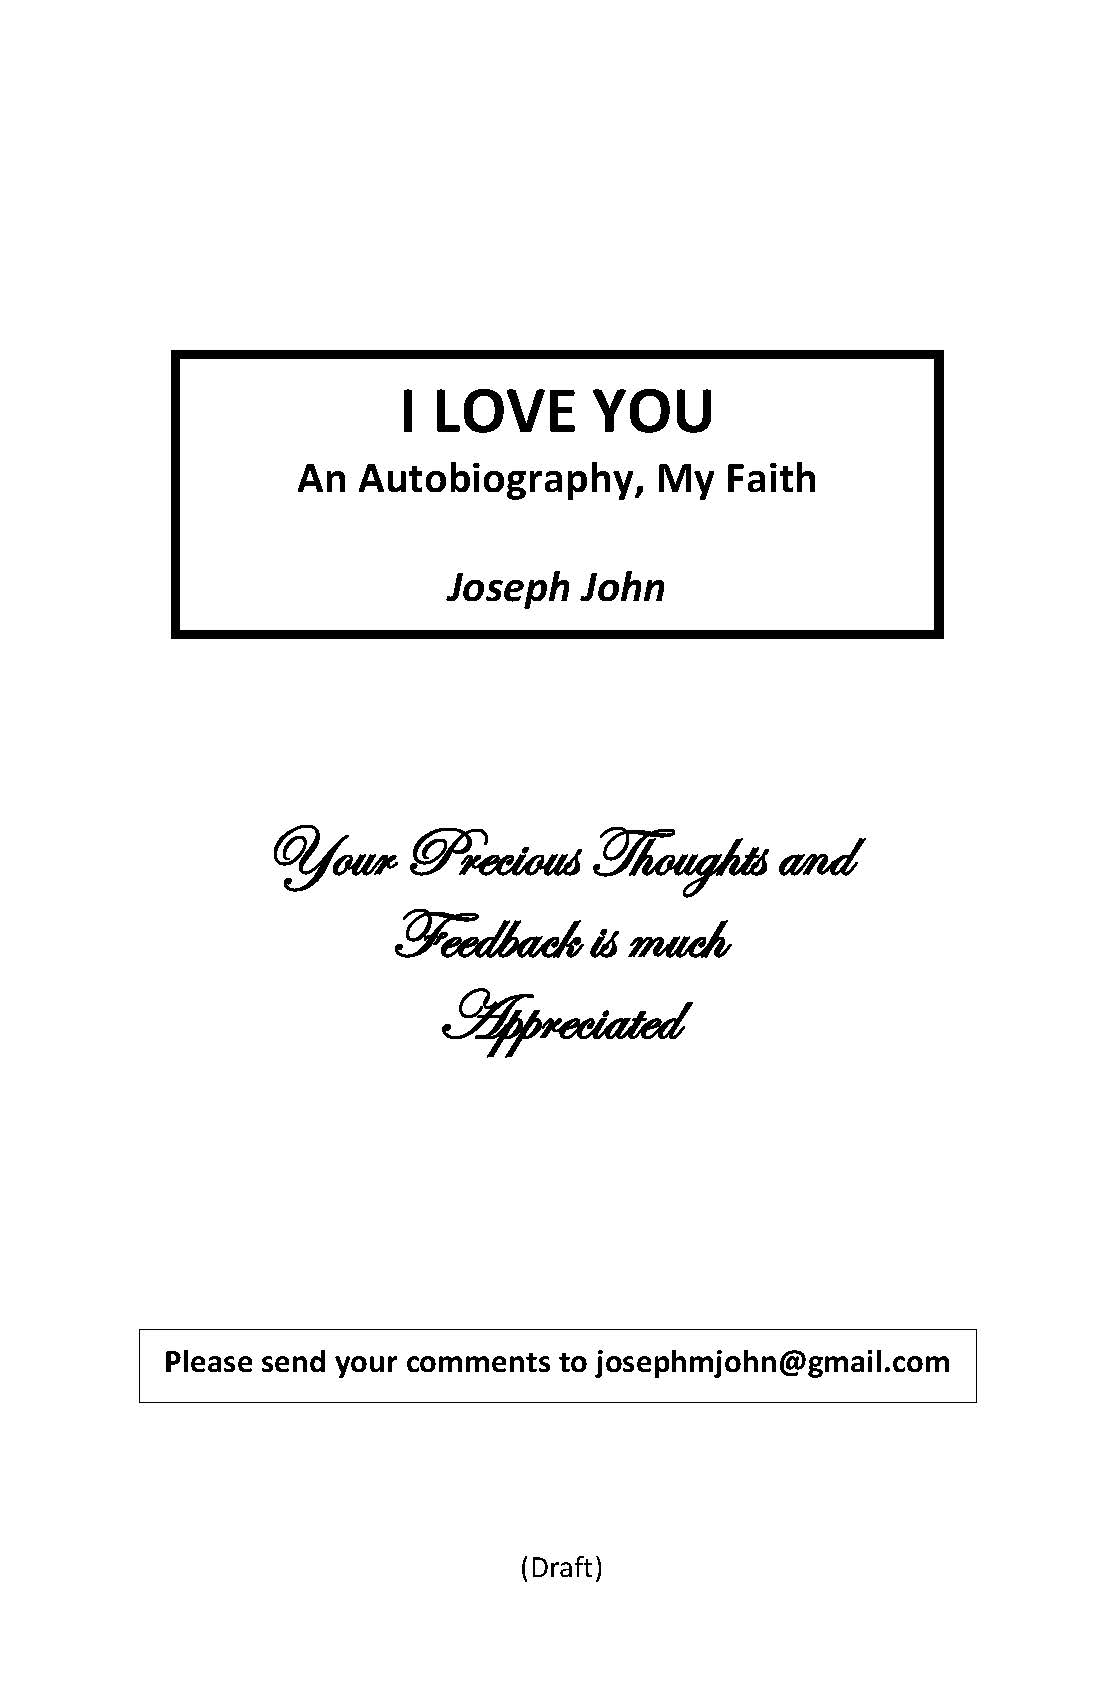 I LOVE YOU
An Autobiography, My Faith
Joseph John
Your Precious Thoughts and
Feedback is much
Appreciated
Please send your comments to josephmjohn@gmail.com
(Draft)